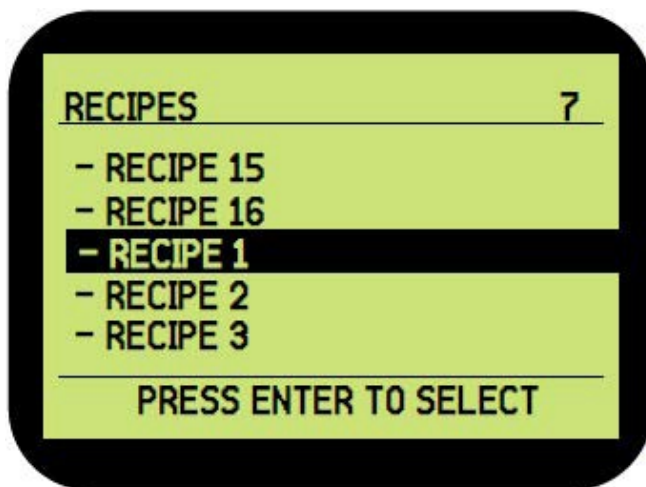 RECIPES 7
- RECIPE 15
- RECIPE 16
- RECIPE 1
- RECIPE 2
- RECIPE 3
PRESS ENTER TO SELECT